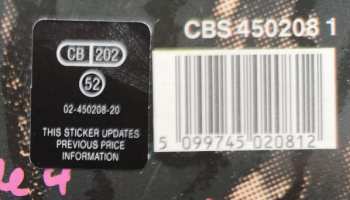 CBS 450208 1
CB 202
52
02-450208-20
THIS STICKER UPDATES
PREVIOUS PRICE
INFORMATION
5 099745 020812